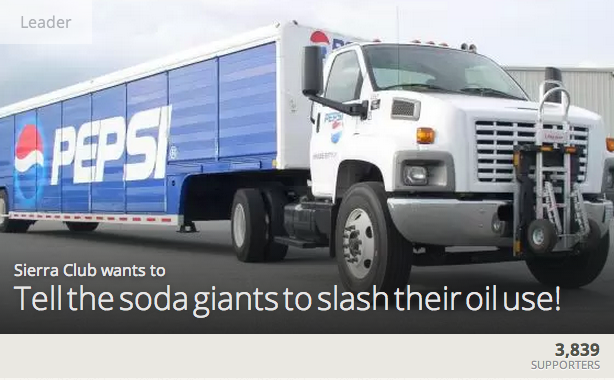 Leader
PEPSI®
PEPSI
Sierra Club wants to
Tell the soda giants to slash their oil use!
3,839
SUPPORTERS